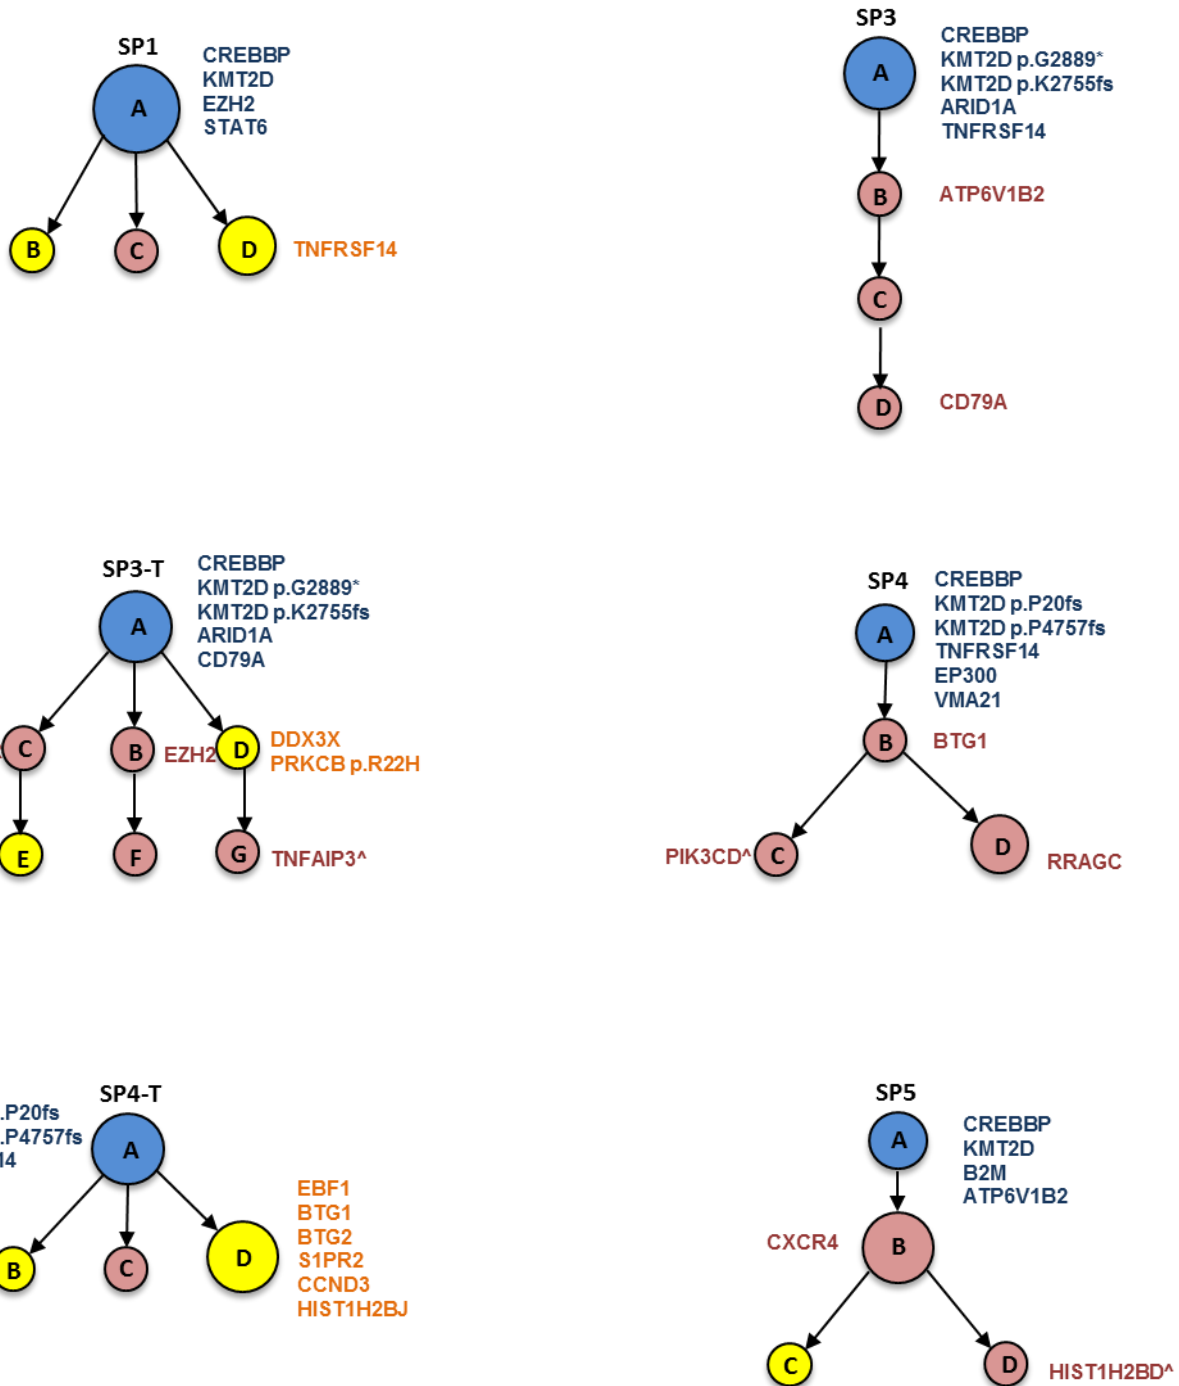 SP1
CREBBP
KMT2D
EZH2
STAT6
A
B
C
D
TNFRSF14
SP3
CREBBP
KMT2D p.G2889*
KMT2D p.K2755fs
ARID1A
TNFRSF14
A
B
ATP6V1B2
C
D
CD79A
SP3-T
CREBBP
KMT2D p.G2889*
KMT2D p.K2755fs
ARID1A
CD79A
A
C
B
EZH2
D
DDX3X
PRKCB p.R22H
E
F
G
TNFAIP3^
SP4
CREBBP
KMT2D p.P20fs
KMT2D p.P4757fs
TNFRSF14
EP300
VMA21
A
B
BTG1
PIK3CD^
C
D
RRAGC
SP4-T
.P20fs
.P4757fs
14
A
B
C
D
EBF1
BTG1
BTG2
S1PR2
CCND3
HIST1H2BJ
SP5
CREBBP
KMT2D
B2M
ATP6V1B2
A
CXCR4
B
C
D
HIST1H2BD^